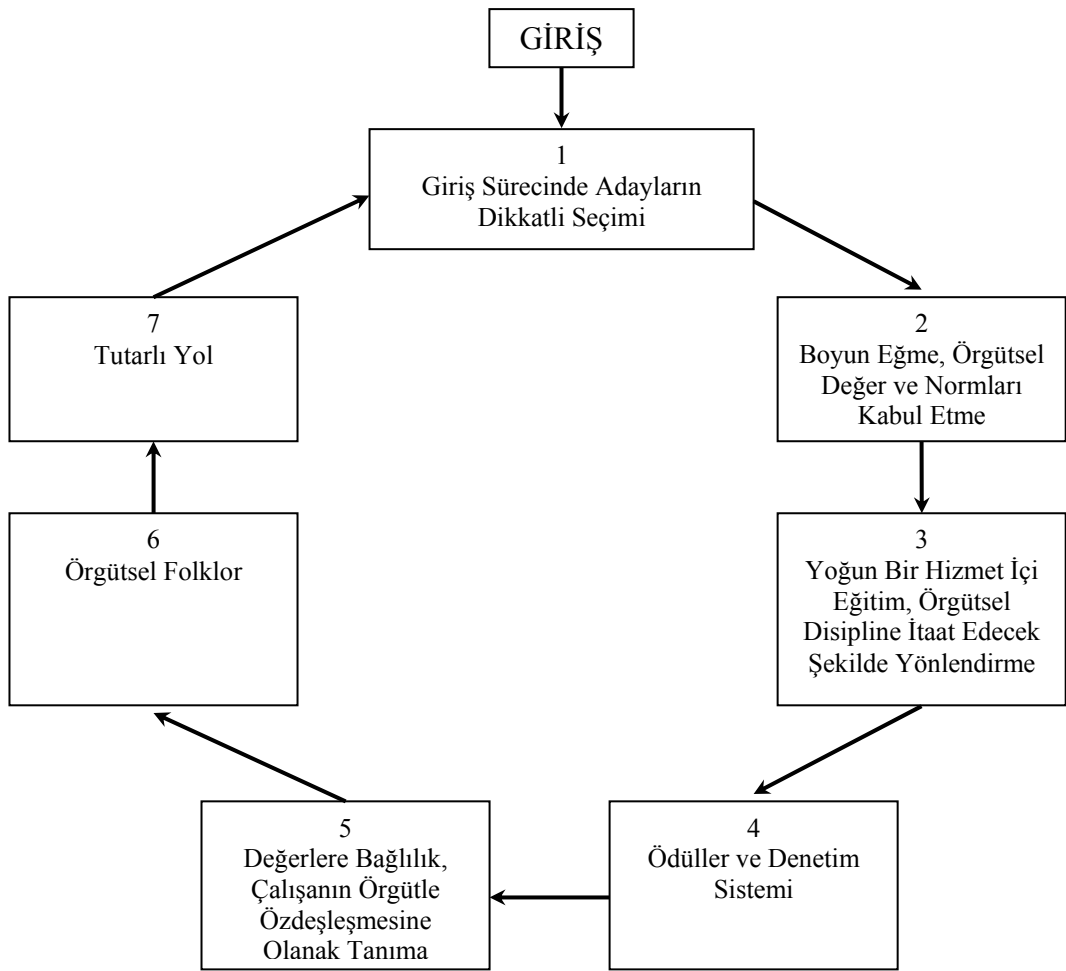 GİRİŞ
1
Giriş Sürecinde Adayların
Dikkatli Seçimi
2
Boyun Eğme, Örgütsel
Değer ve Normları
Kabul Etme
3
Yoğun Bir Hizmet İçi
Eğitim, Örgütsel
Disipline İtaat Edecek
Şekilde Yönlendirme
4
Ödüller ve Denetim
Sistemi
5
Değerlere Bağlılık,
Çalışanın Örgütle
Özdeşleşmesine
Olanak Tanıma
6
Örgütsel Folklor
7
Tutarlı Yol